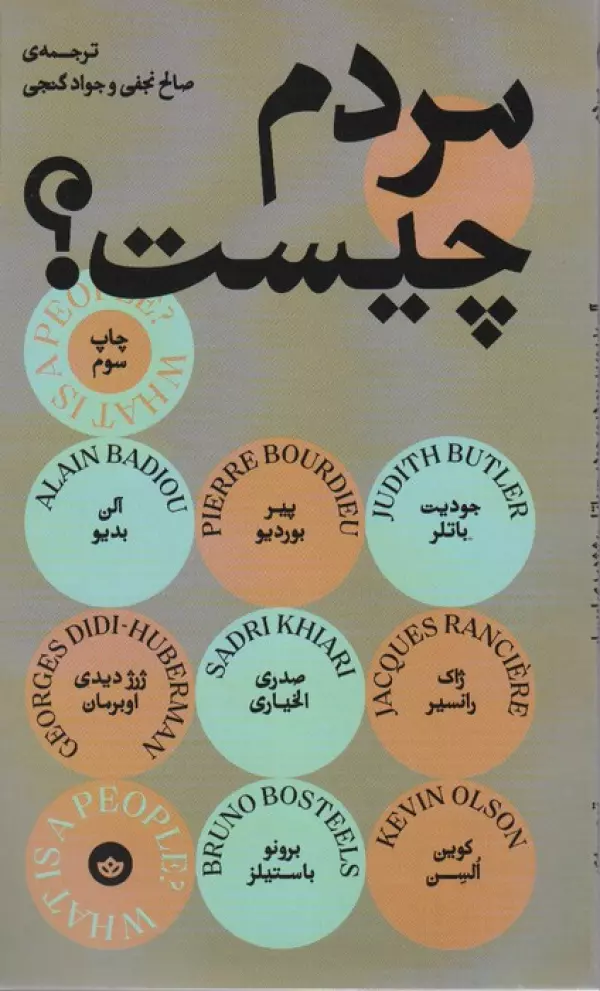 ترجمه‌ی
صالح نجفی و جواد گنجی
مردم
چیست؟
WHAT IS A PEOPLE?
چاپ
سوم
JUDITH BUTLER
جودیت
باتلر
PIERRE BOURDIEU
پیر
بوردیو
ALAIN BADIOU
آلن
بدیو
JACQUES RANCIÈRE
ژاک
رانسیر
SADRI KHIARI
صدری
الخیاری
GEORGES DIDI-HUBERMAN
ژرژ دیدی
اوبرمان
KEVIN OLSON
کوین
اُلسِن
BRUNO BOSTEELS
برونو
باستیلز
WHAT IS A PEOPLE?